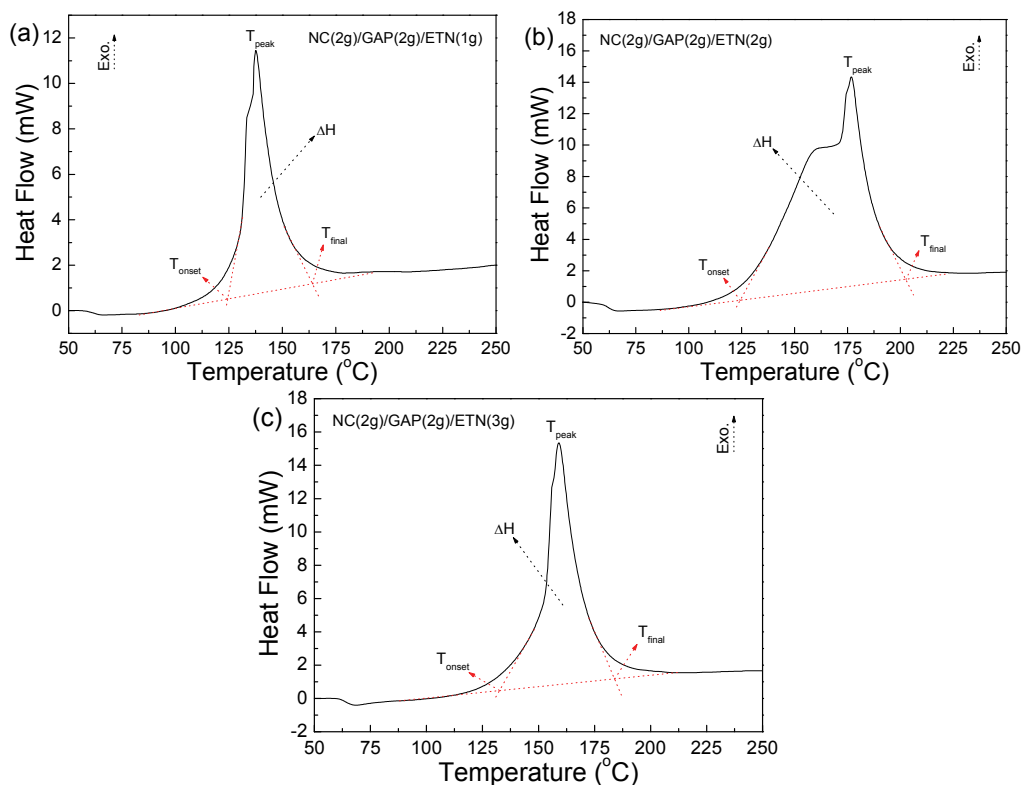 (a)
NC(2g)/GAP(2g)/ETN(1g)
Exo.
T_peak
ΔH
T_onset
T_final
Heat Flow (mW)
12
10
8
6
4
2
0
50 75 100 125 150 175 200 225 250
Temperature (°C)
(b)
NC(2g)/GAP(2g)/ETN(2g)
Exo.
T_peak
ΔH
T_onset
T_final
Heat Flow (mW)
18
16
14
12
10
8
6
4
2
0
-2
50 75 100 125 150 175 200 225 250
Temperature (°C)
(c)
NC(2g)/GAP(2g)/ETN(3g)
Exo.
T_peak
ΔH
T_onset
T_final
Heat Flow (mW)
18
16
14
12
10
8
6
4
2
0
-2
50 75 100 125 150 175 200 225 250
Temperature (°C)